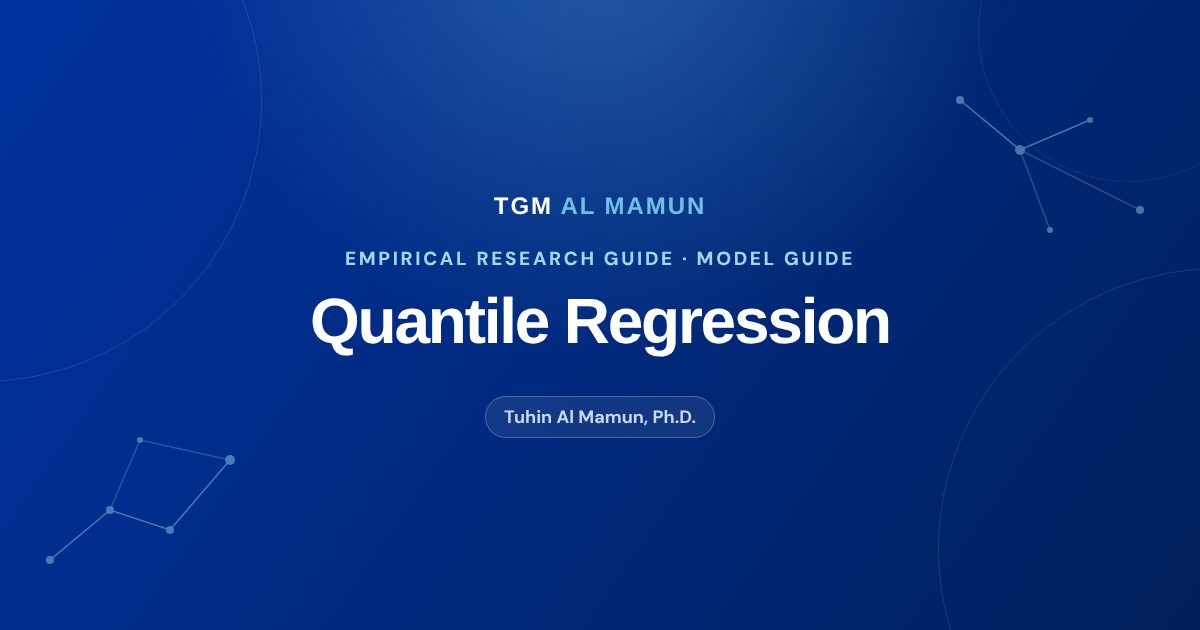 TGM AL MAMUN
EMPIRICAL RESEARCH GUIDE · MODEL GUIDE
Quantile Regression
Tuhin Al Mamun, Ph.D.